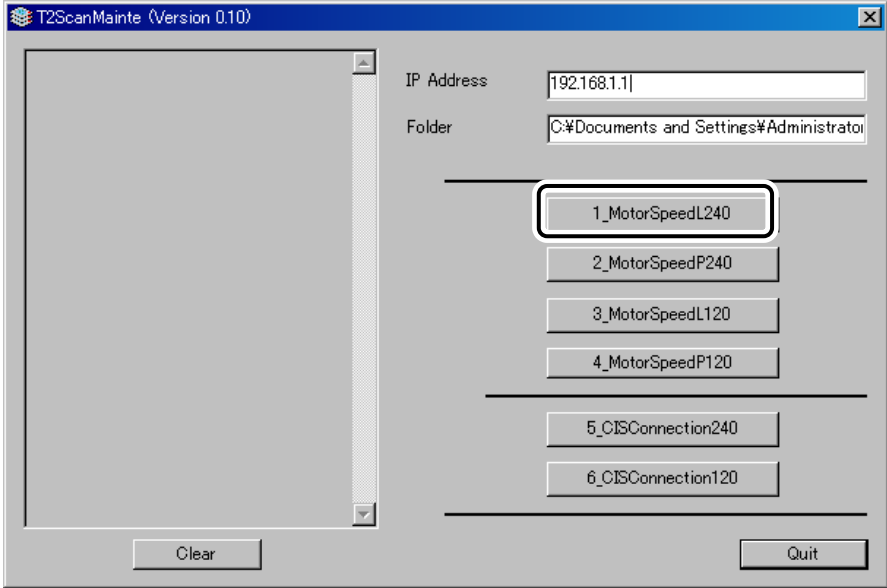 T2ScanMainte (Version 0.10)
IP Address
192.168.1.1
Folder
C:¥Documents and Settings¥Administrator
1_MotorSpeedL240
2_MotorSpeedP240
3_MotorSpeedL120
4_MotorSpeedP120
5_CISConnection240
6_CISConnection120
Clear
Quit